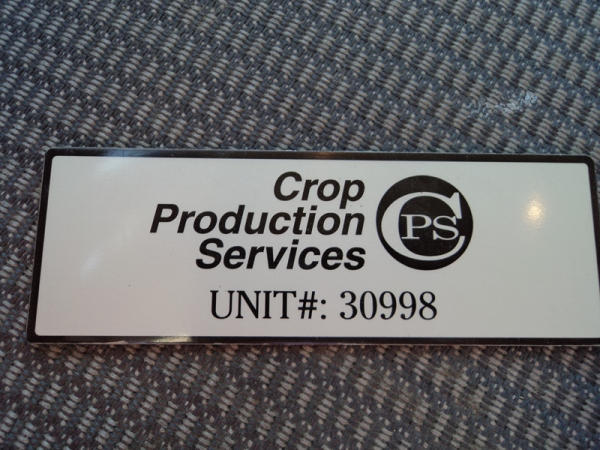 Crop
Production
Services
CPS
UNIT#: 30998